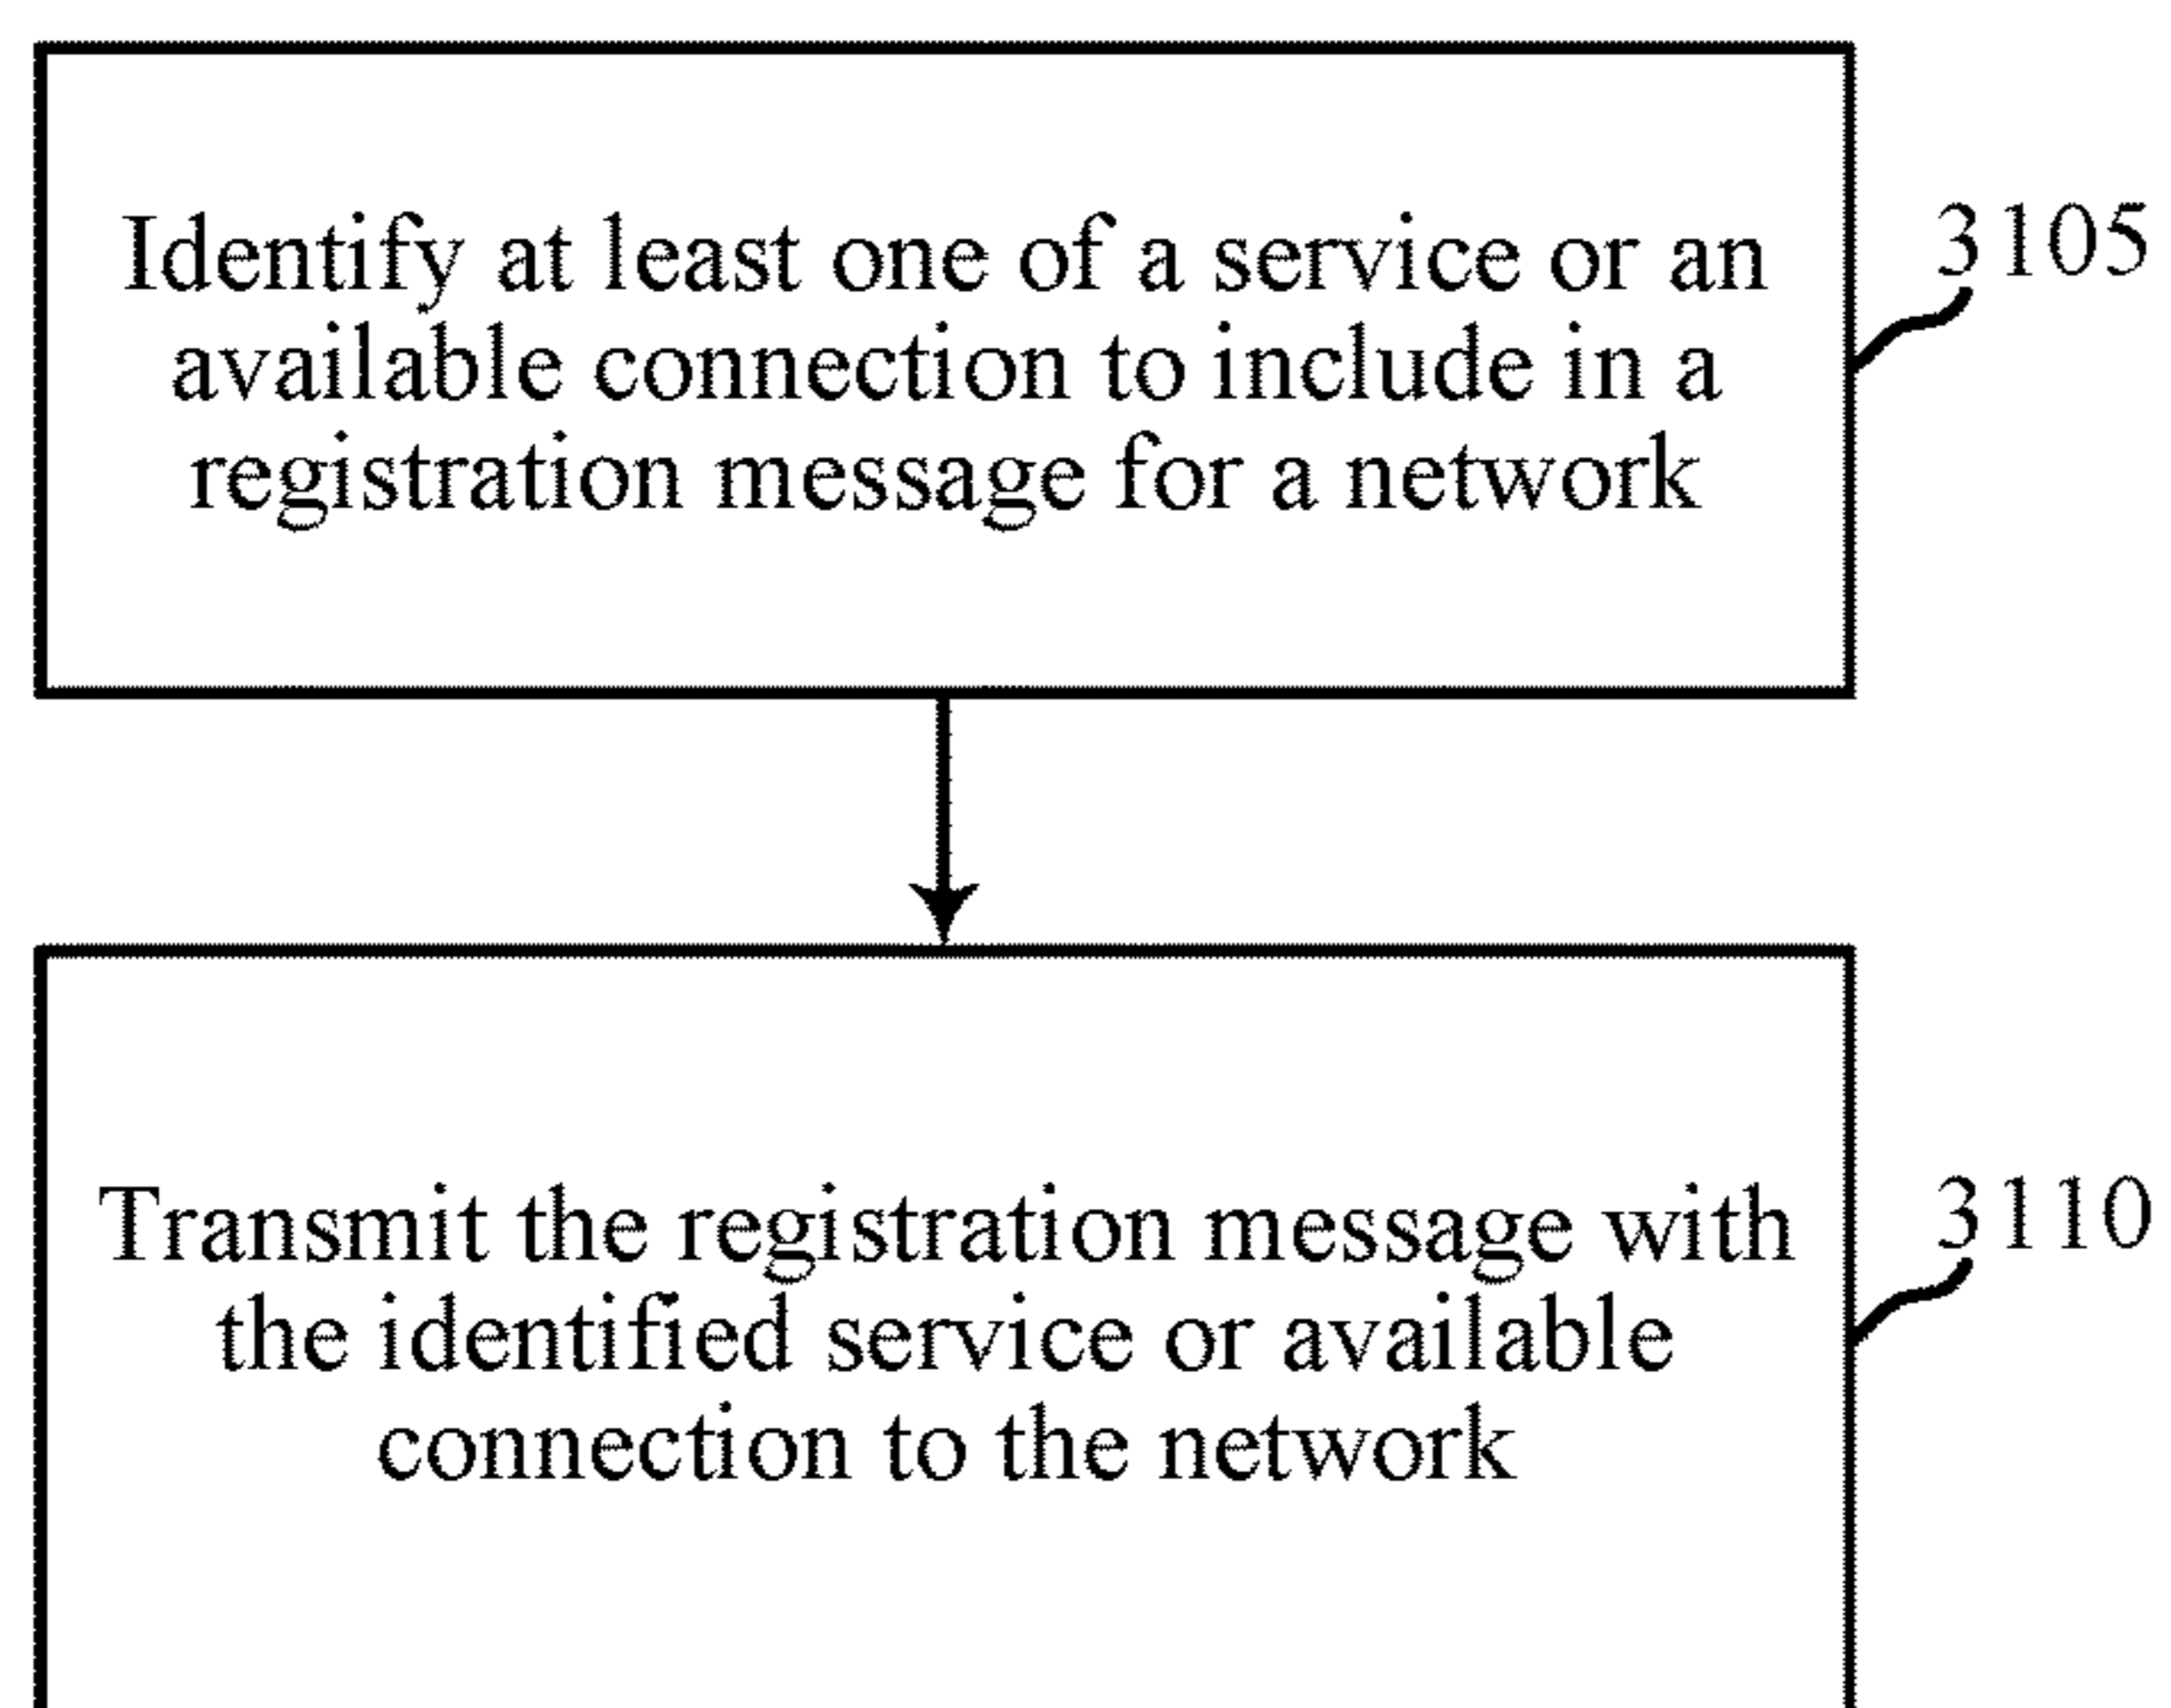 Identify at least one of a service or an
available connection to include in a
registration message for a network
3105
Transmit the registration message with
the identified service or available
connection to the network
3110